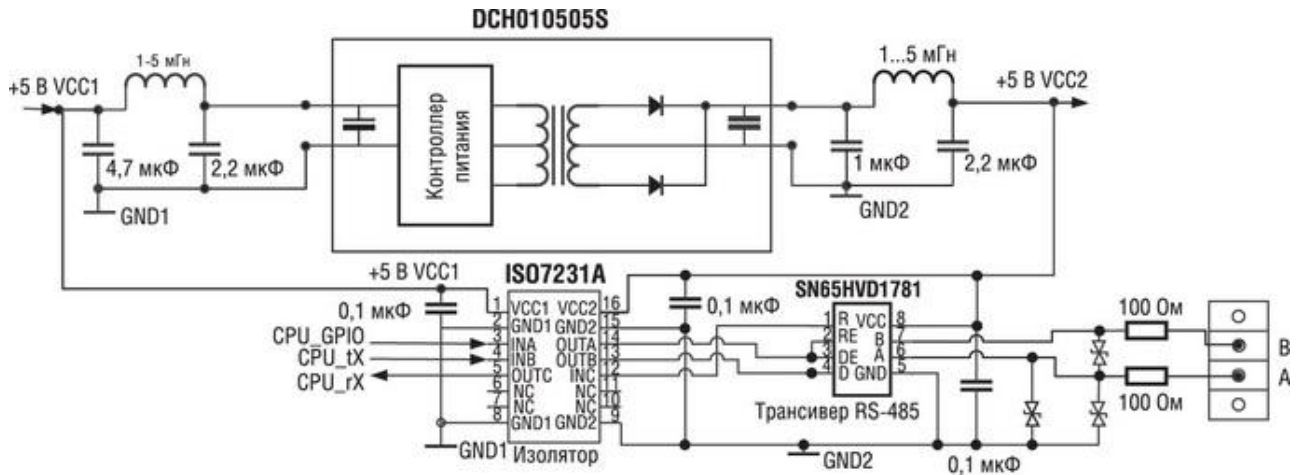 DCH010505S
1-5 мГн
1...5 мГн
+5 В VCC1
+5 В VCC2
Контроллер
питания
4,7 мкФ
2,2 мкФ
1 мкФ
2,2 мкФ
GND1
GND2
+5 В VCC1
ISO7231A
0,1 мкФ
0,1 мкФ
SN65HVD1781
100 Ом
CPU_GPIO
CPU_tX
CPU_rX
1 VCC1 VCC2 16
2 GND1 GND2 15
3 INA OUTA 14
4 INB OUTB 13
5 OUTC INC 12
6 NC NC 11
7 NC NC 10
8 GND1 GND2 9
1 R VCC 8
2 RE B 7
3 DE A 6
4 D GND 5
B
A
100 Ом
Трансивер RS-485
GND1
Изолятор
GND2
0,1 мкФ